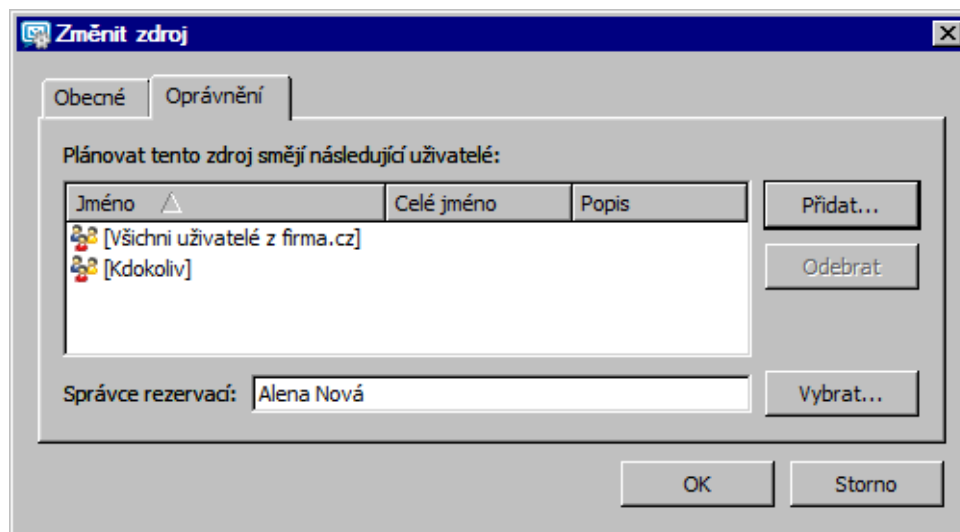 Změnit zdroj
Obecné Oprávnění
Plánovat tento zdroj smějí následující uživatelé:
Jméno Celé jméno Popis
[Všichni uživatelé z firma.cz]
[Kdokoliv]
Přidat...
Odebrat
Správce rezervací: Alena Nová Vybrat...
OK Storno